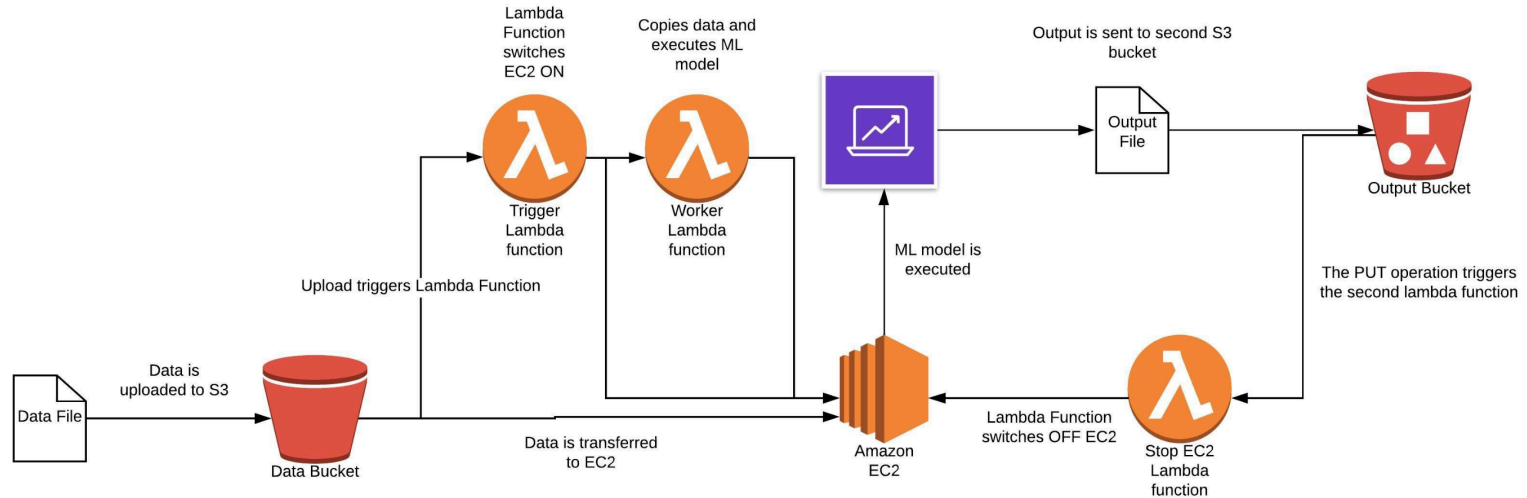 Lambda
Function
switches
EC2 ON
Copies data and
executes ML
model
Output is sent to second S3
bucket
Output
File
Output Bucket
Trigger
Lambda
function
Worker
Lambda
function
ML model is
executed
Upload triggers Lambda Function
The PUT operation triggers
the second lambda function
Data is
uploaded to S3
Data File
Data Bucket
Data is transferred
to EC2
Amazon
EC2
Lambda Function
switches OFF EC2
Stop EC2
Lambda
function